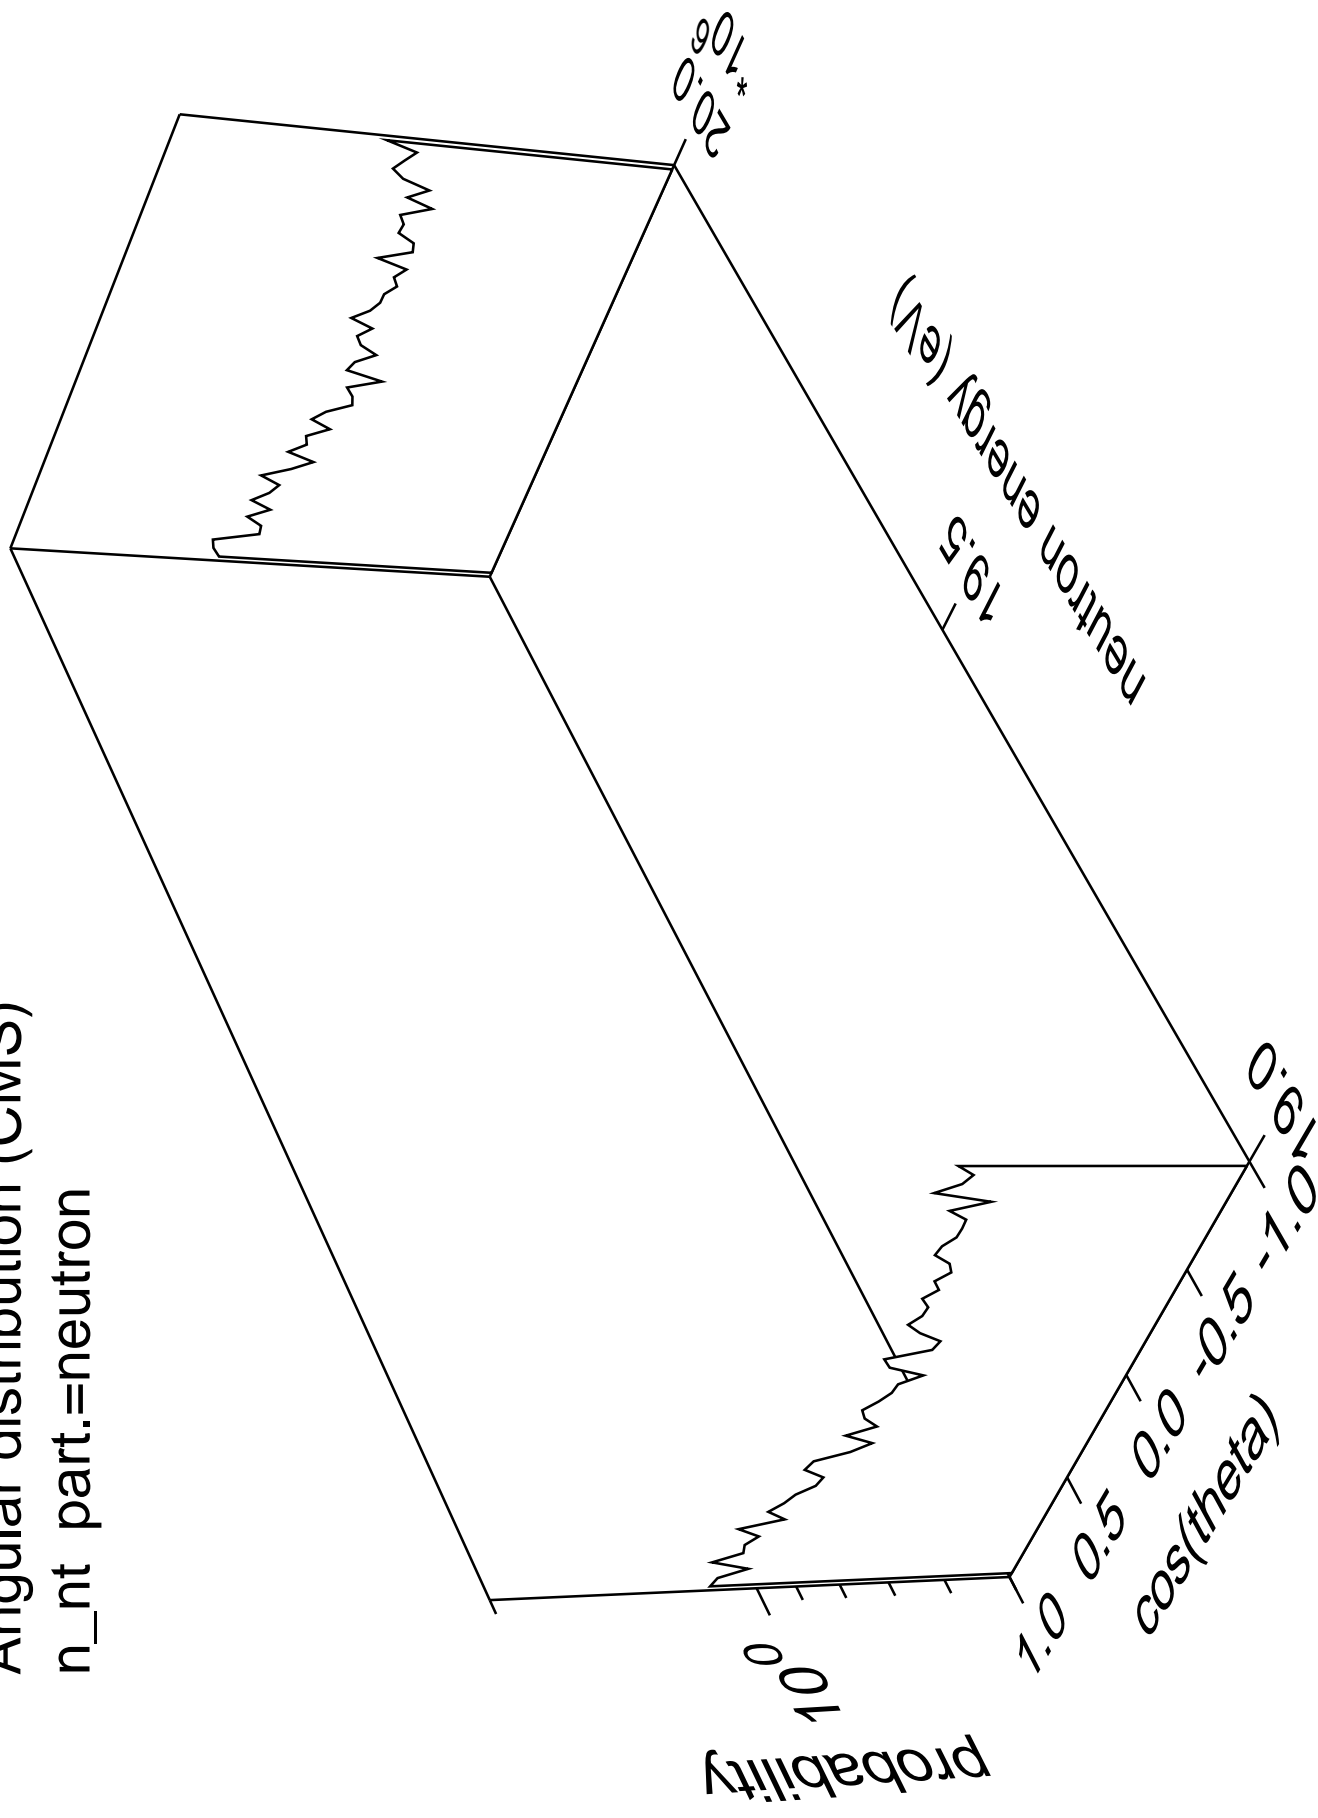 Angular distribution (CMS)
n_nt part.=neutron
probability
10^0
1.0
0.5
0.0
-0.5
-1.0
cos(theta)
19.0
19.5
20.0
*10^6
neutron energy (eV)